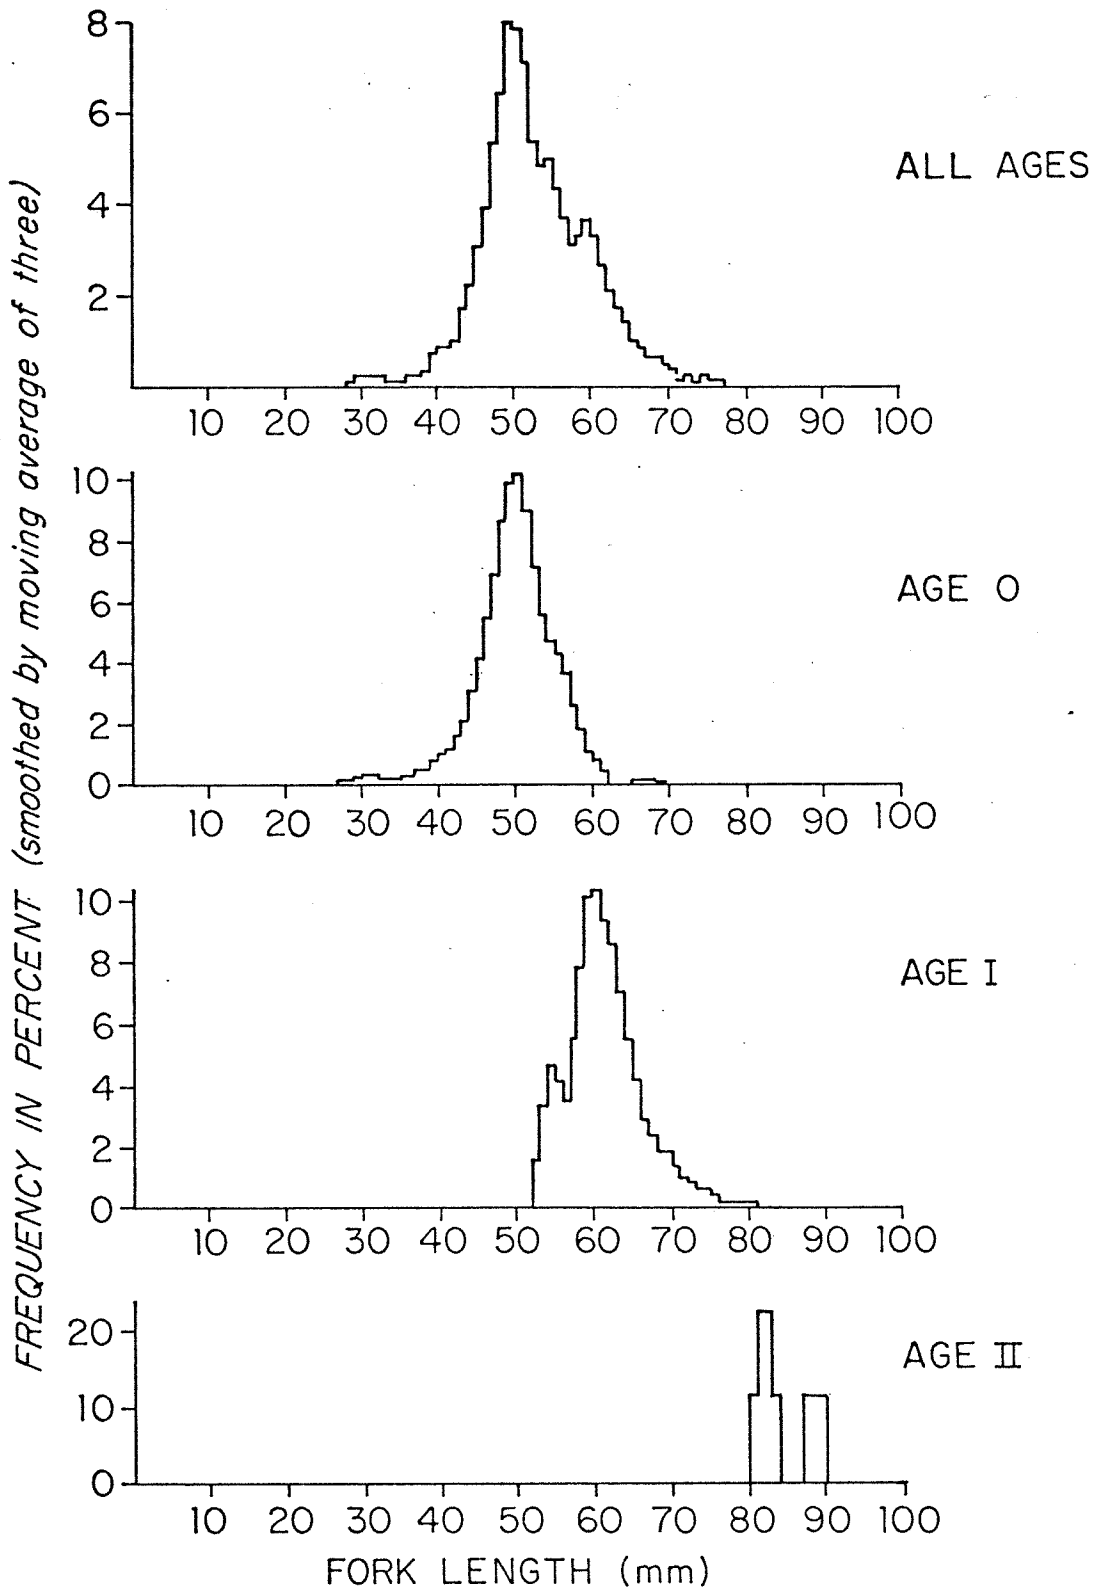 FREQUENCY IN PERCENT (smoothed by moving average of three)
8
6
4
2
ALL AGES
10 20 30 40 50 60 70 80 90 100
10
8
6
4
2
0
AGE 0
10 20 30 40 50 60 70 80 90 100
10
8
6
4
2
0
AGE I
10 20 30 40 50 60 70 80 90 100
20
10
0
AGE II
10 20 30 40 50 60 70 80 90 100
FORK LENGTH (mm)